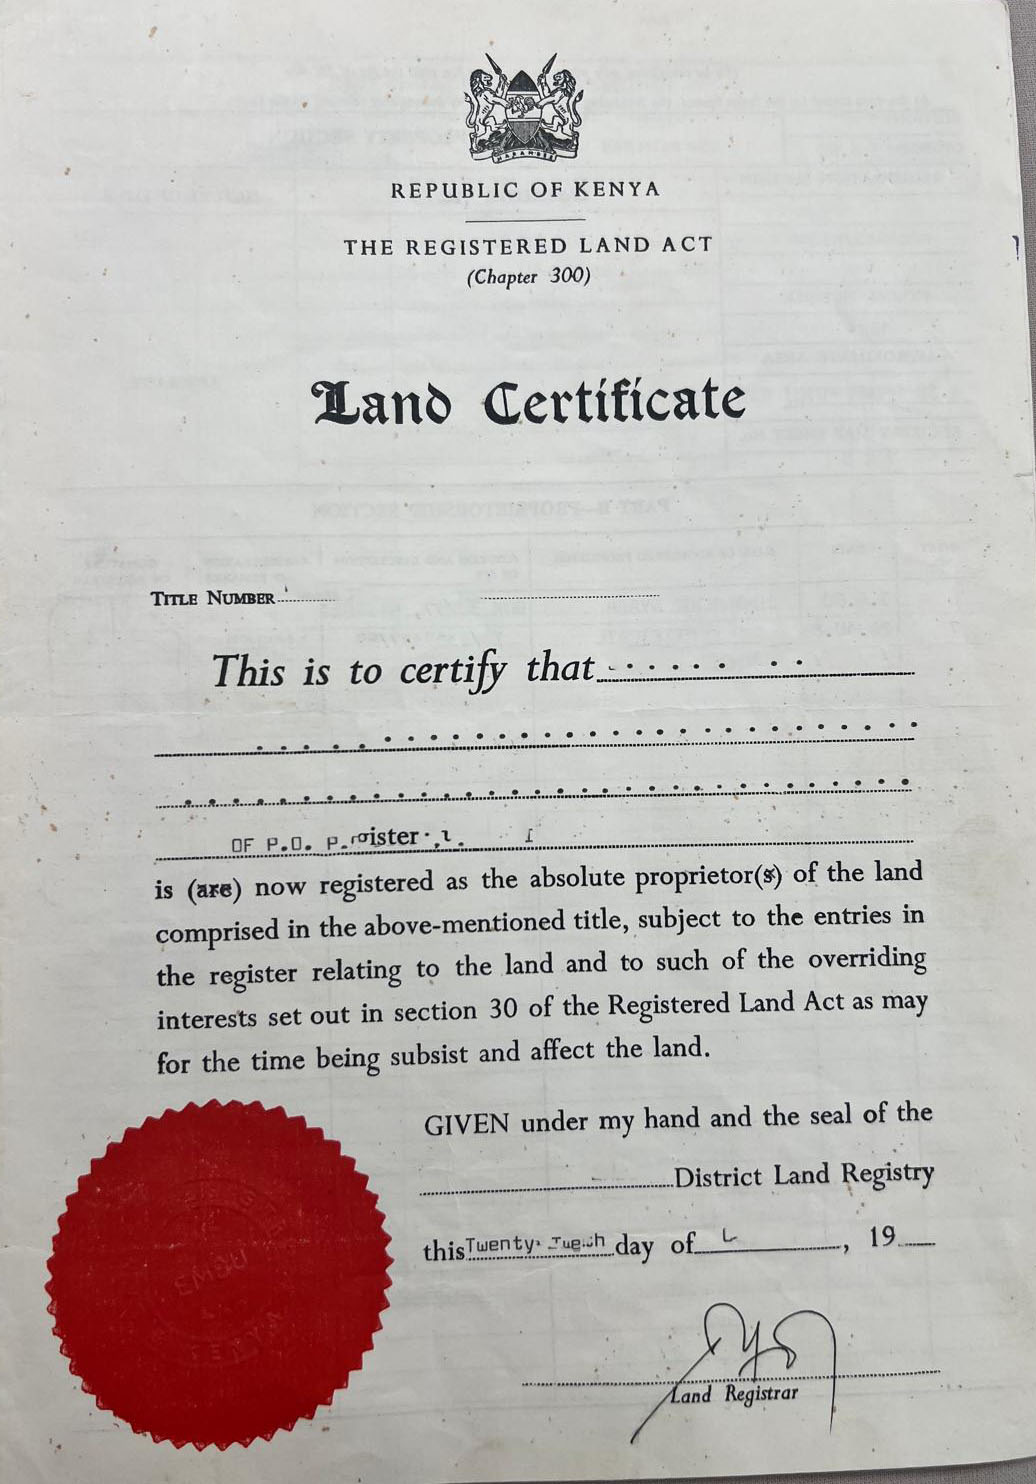 HARAMBEE
REPUBLIC OF KENYA
THE REGISTERED LAND ACT
(Chapter 300)
Land Certificate
TITLE NUMBER
This is to certify that
OF P.O.
is (are) now registered as the absolute proprietor(s) of the land
comprised in the above-mentioned title, subject to the entries in
the register relating to the land and to such of the overriding
interests set out in section 30 of the Registered Land Act as may
for the time being subsist and affect the land.
GIVEN under my hand and the seal of the
District Land Registry
this Twenty day of , 19
Land Registrar
EMBU